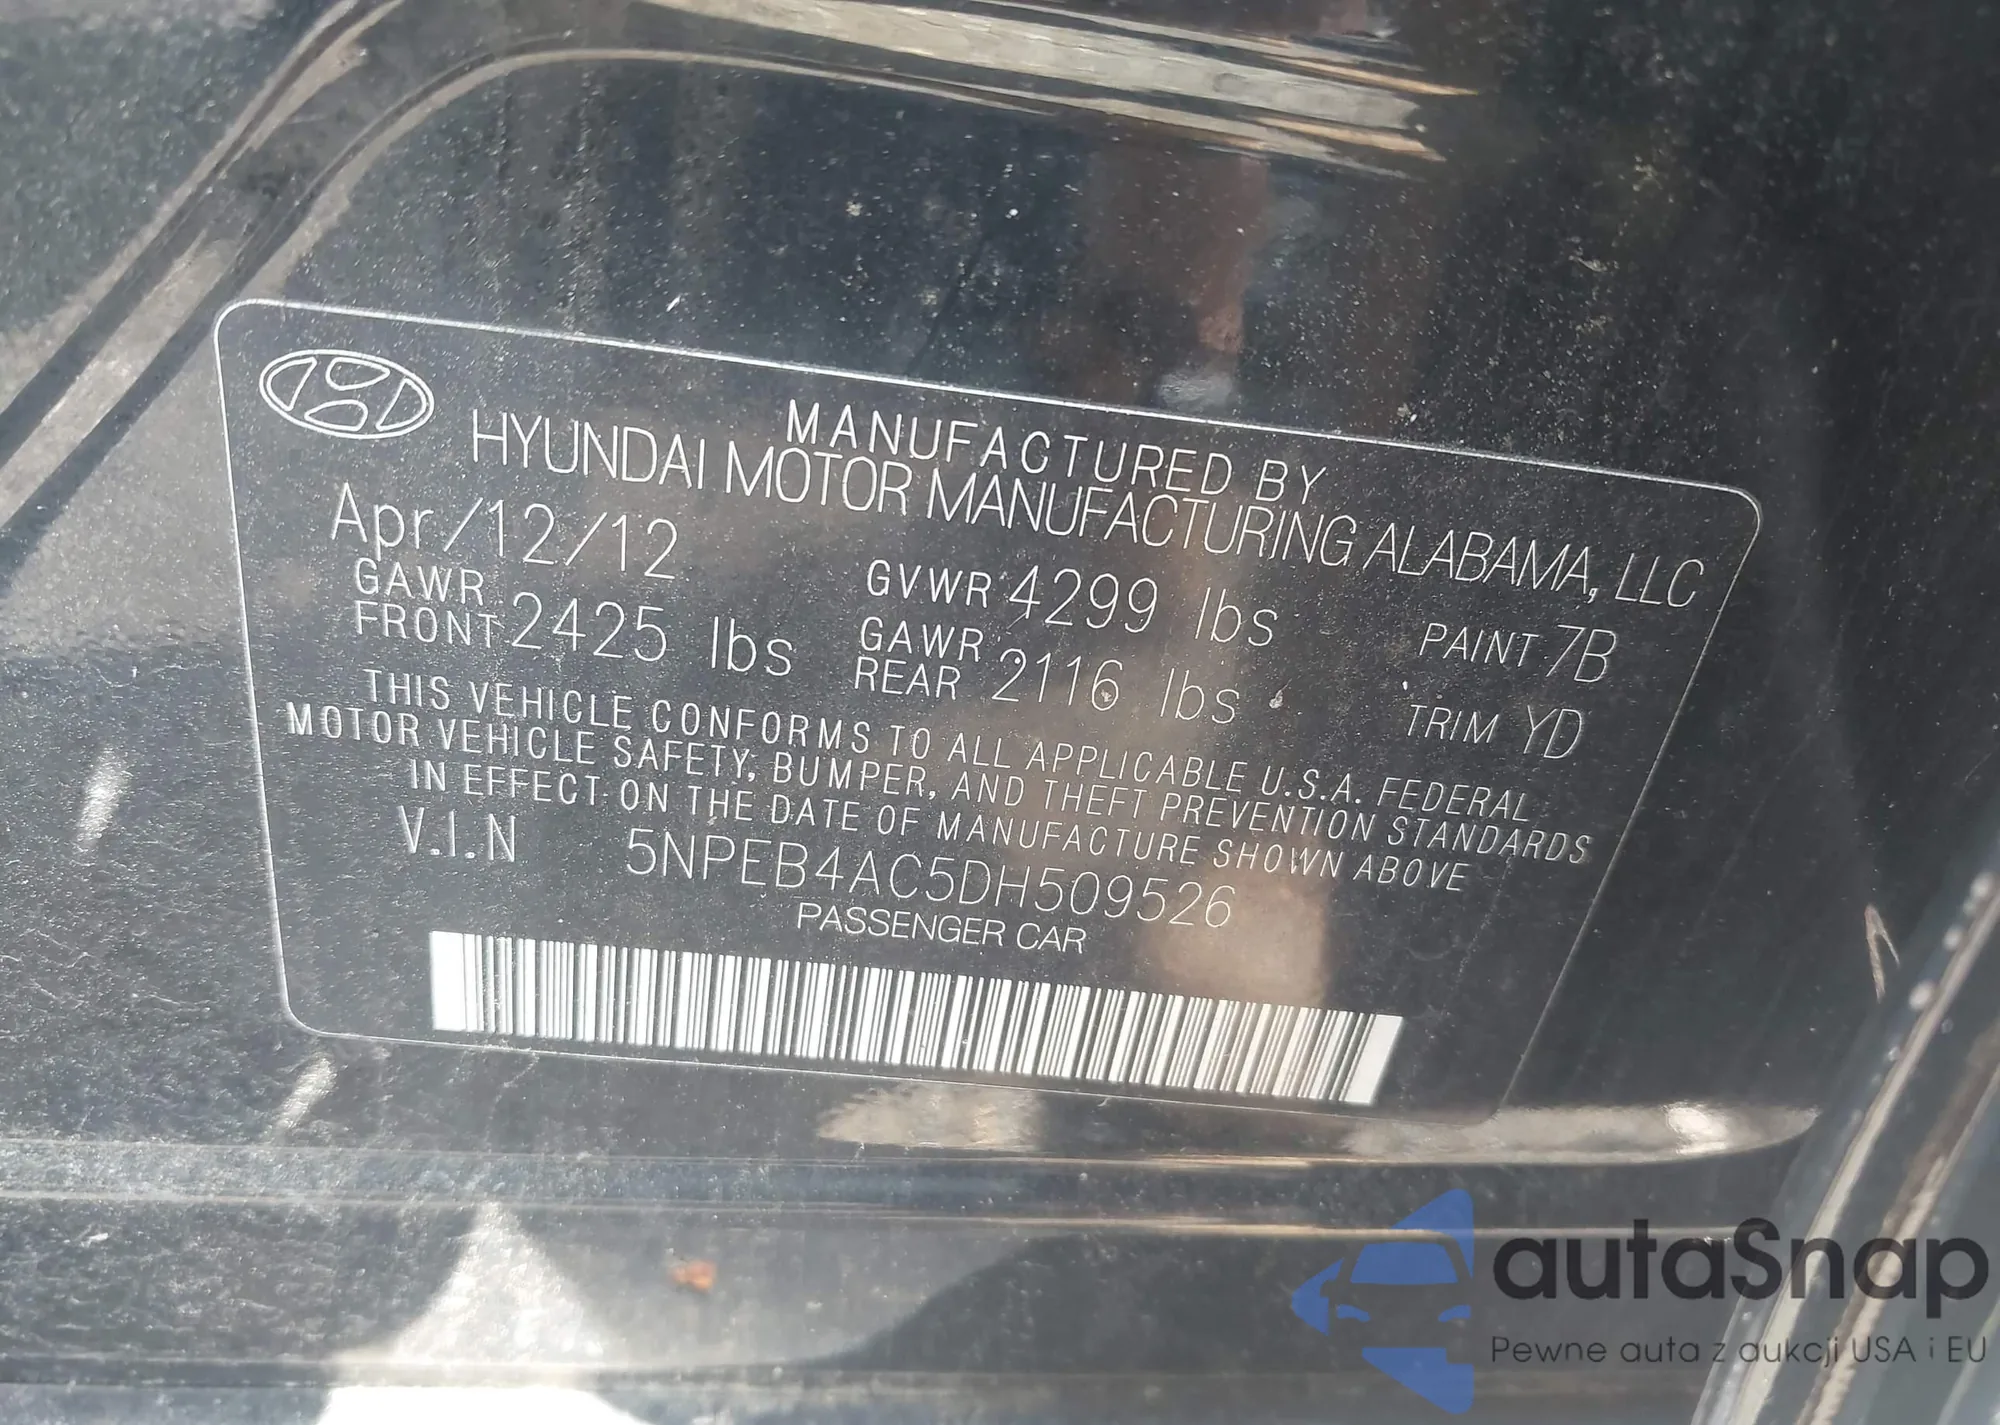 MANUFACTURED BY
HYUNDAI MOTOR MANUFACTURING ALABAMA, LLC
Apr/12/12 GVWR 4299 lbs PAINT 7B
GAWR FRONT 2425 lbs GAWR REAR 2116 lbs TRIM YD
THIS VEHICLE CONFORMS TO ALL APPLICABLE U.S.A. FEDERAL
MOTOR VEHICLE SAFETY, BUMPER, AND THEFT PREVENTION STANDARDS
IN EFFECT ON THE DATE OF MANUFACTURE SHOWN ABOVE
V.I.N 5NPEB4AC5DH509526
PASSENGER CAR
autaSnap
Pewne auta z aukcji USA i EU